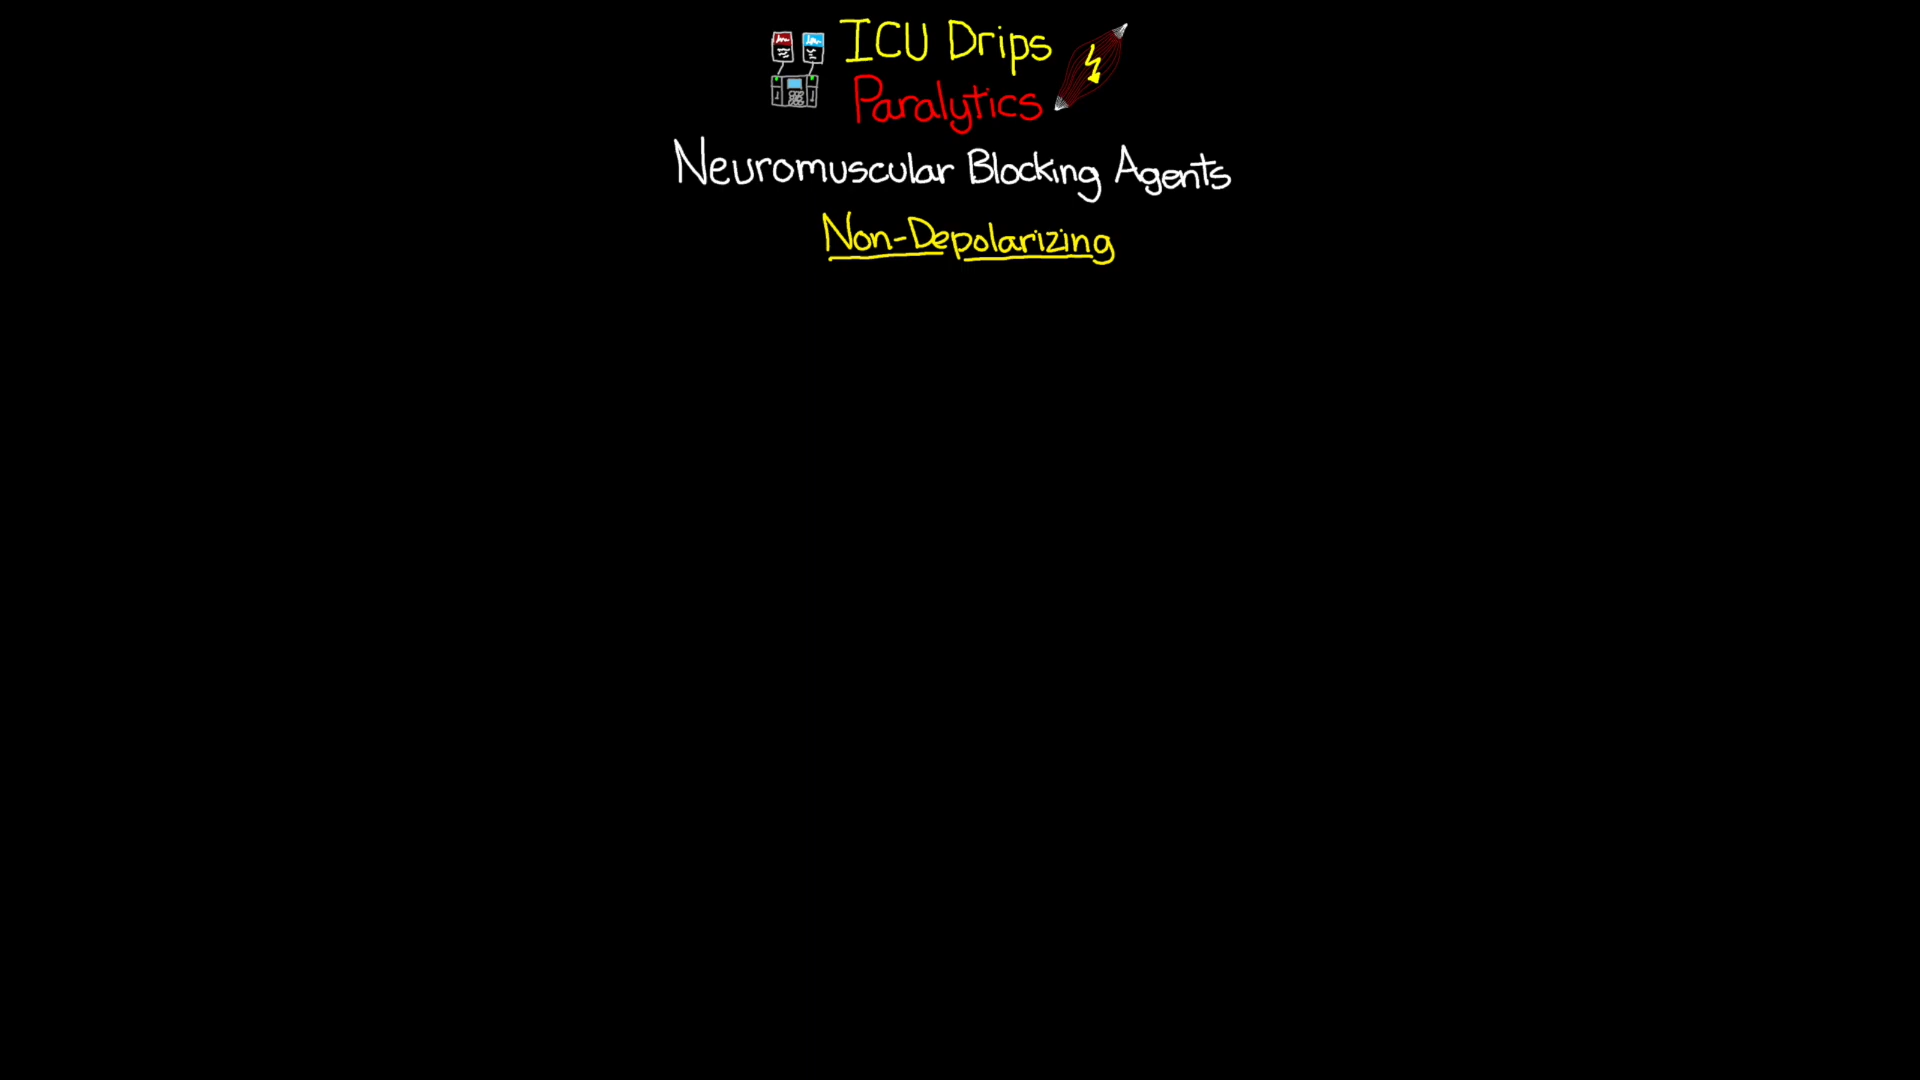 ICU Drips
Paralytics
Neuromuscular Blocking Agents
Non-Depolarizing